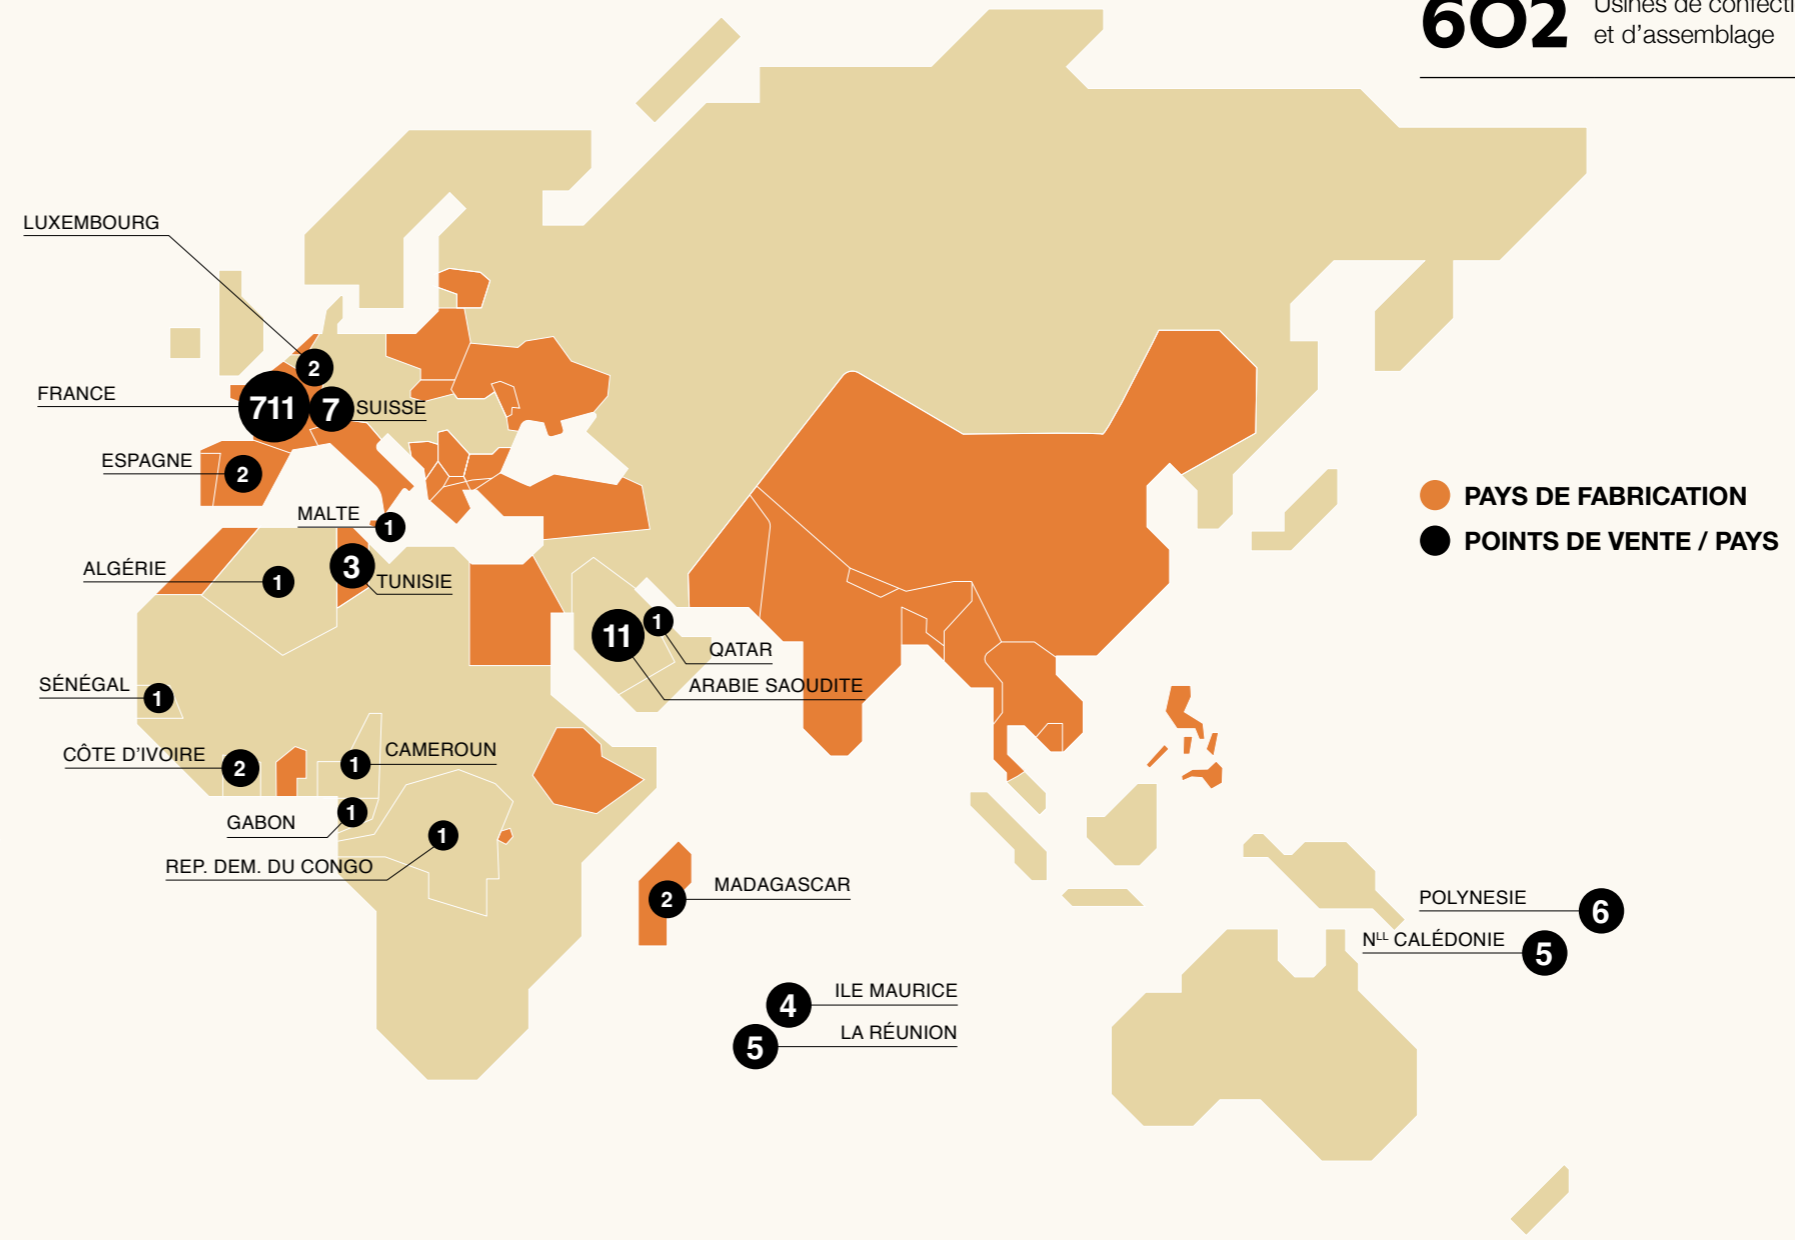 602
Usines de
et d'assemblage
LUXEMBOURG
2
FRANCE
711
7
SUISSE
ESPAGNE
2
MALTE
1
ALGÉRIE
1
3
TUNISIE
11
1
QATAR
ARABIE SAOUDITE
SÉNÉGAL
1
CÔTE D'IVOIRE
2
1
CAMEROUN
GABON
1
REP. DEM. DU CONGO
1
2
MADAGASCAR
4
ILE MAURICE
5
LA RÉUNION
PAYS DE FABRICATION
POINTS DE VENTE / PAYS
POLYNESIE
6
Nᴸᴸ CALÉDONIE
5